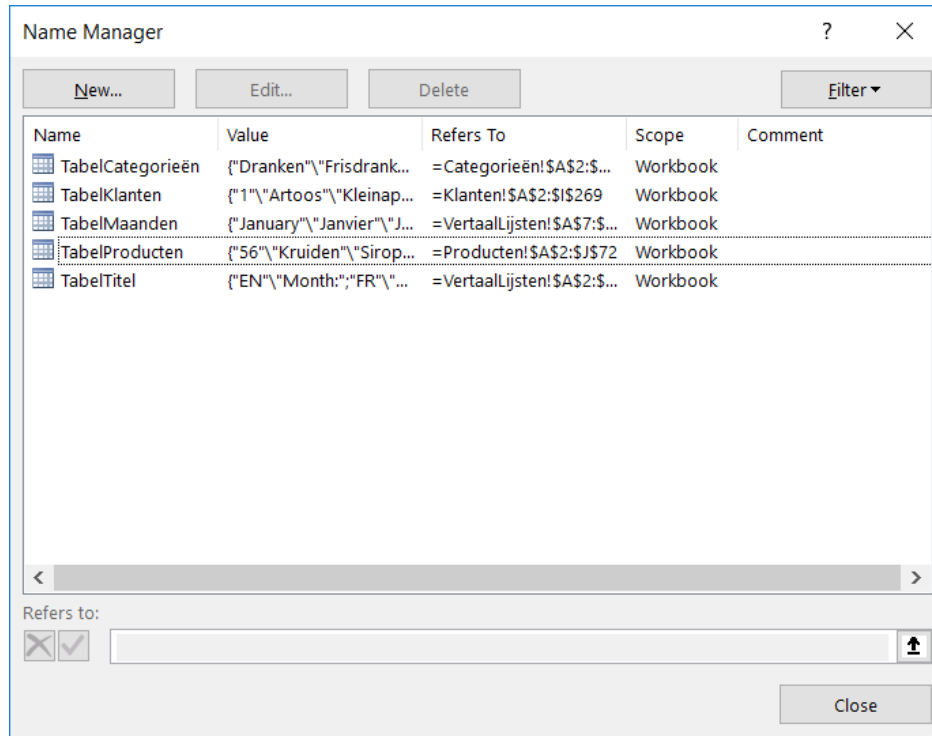 Name Manager ? ×
New... Edit... Delete Filter
Name Value Refers To Scope Comment
TabelCategorieën {"Dranken"\"Frisdrank... =Categorieën!$A$2:$... Workbook
TabelKlanten {"1"\"Artoos"\"Kleinap... =Klanten!$A$2:$I$269 Workbook
TabelMaanden {"January"\"Janvier"\"J... =VertaalLijsten!$A$7:$... Workbook
TabelProducten {"56"\"Kruiden"\"Sirop... =Producten!$A$2:$J$72 Workbook
TabelTitel {"EN"\"Month:";"FR"\"... =VertaalLijsten!$A$2:$... Workbook
Refers to:
Close